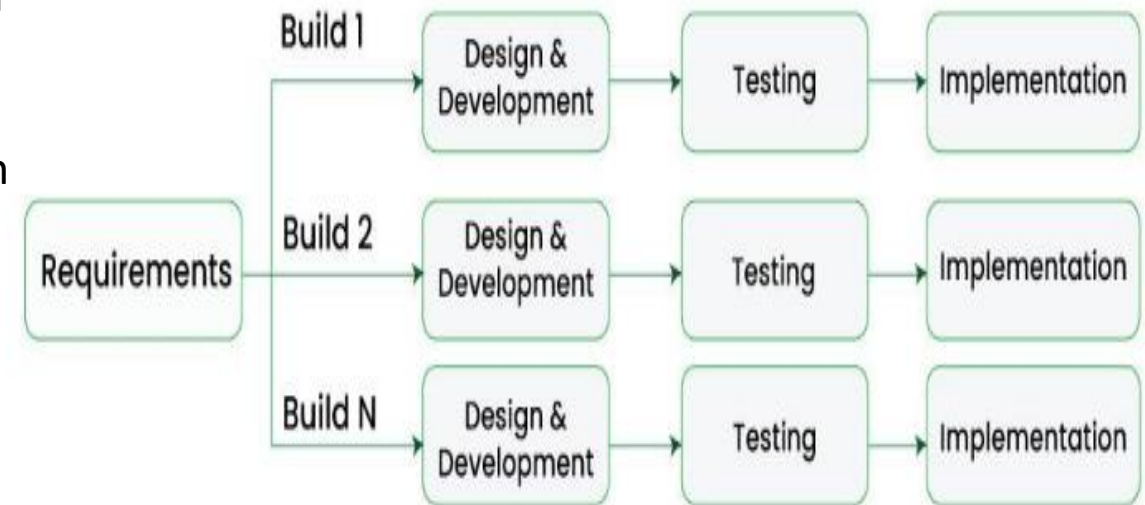 Build 1
Design &
Development
Testing
Implementation
n
Requirements
Build 2
Design &
Development
Testing
Implementation
Build N
Design &
Development
Testing
Implementation